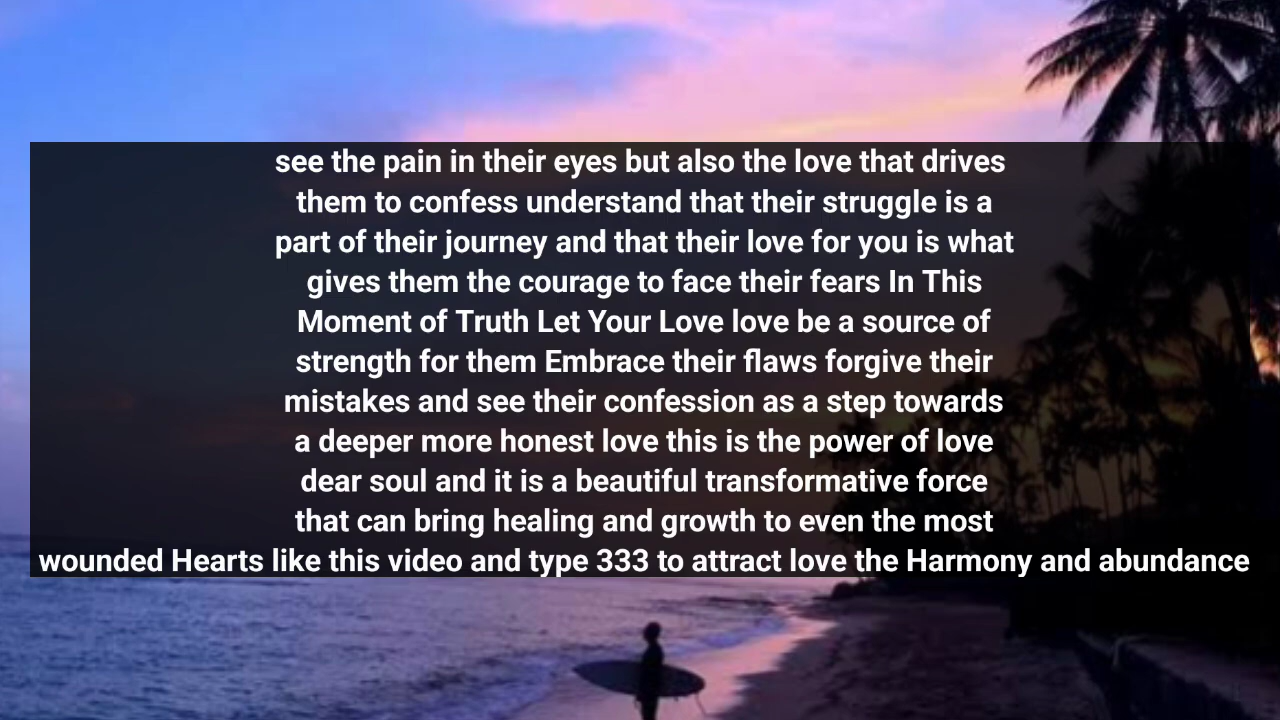 see the pain in their eyes but also the love that drives
them to confess understand that their struggle is a
part of their journey and that their love for you is what
gives them the courage to face their fears In This
Moment of Truth Let Your Love love be a source of
strength for them Embrace their flaws forgive their
mistakes and see their confession as a step towards
a deeper more honest love this is the power of love
dear soul and it is a beautiful transformative force
that can bring healing and growth to even the most
wounded Hearts like this video and type 333 to attract love the Harmony and abundance